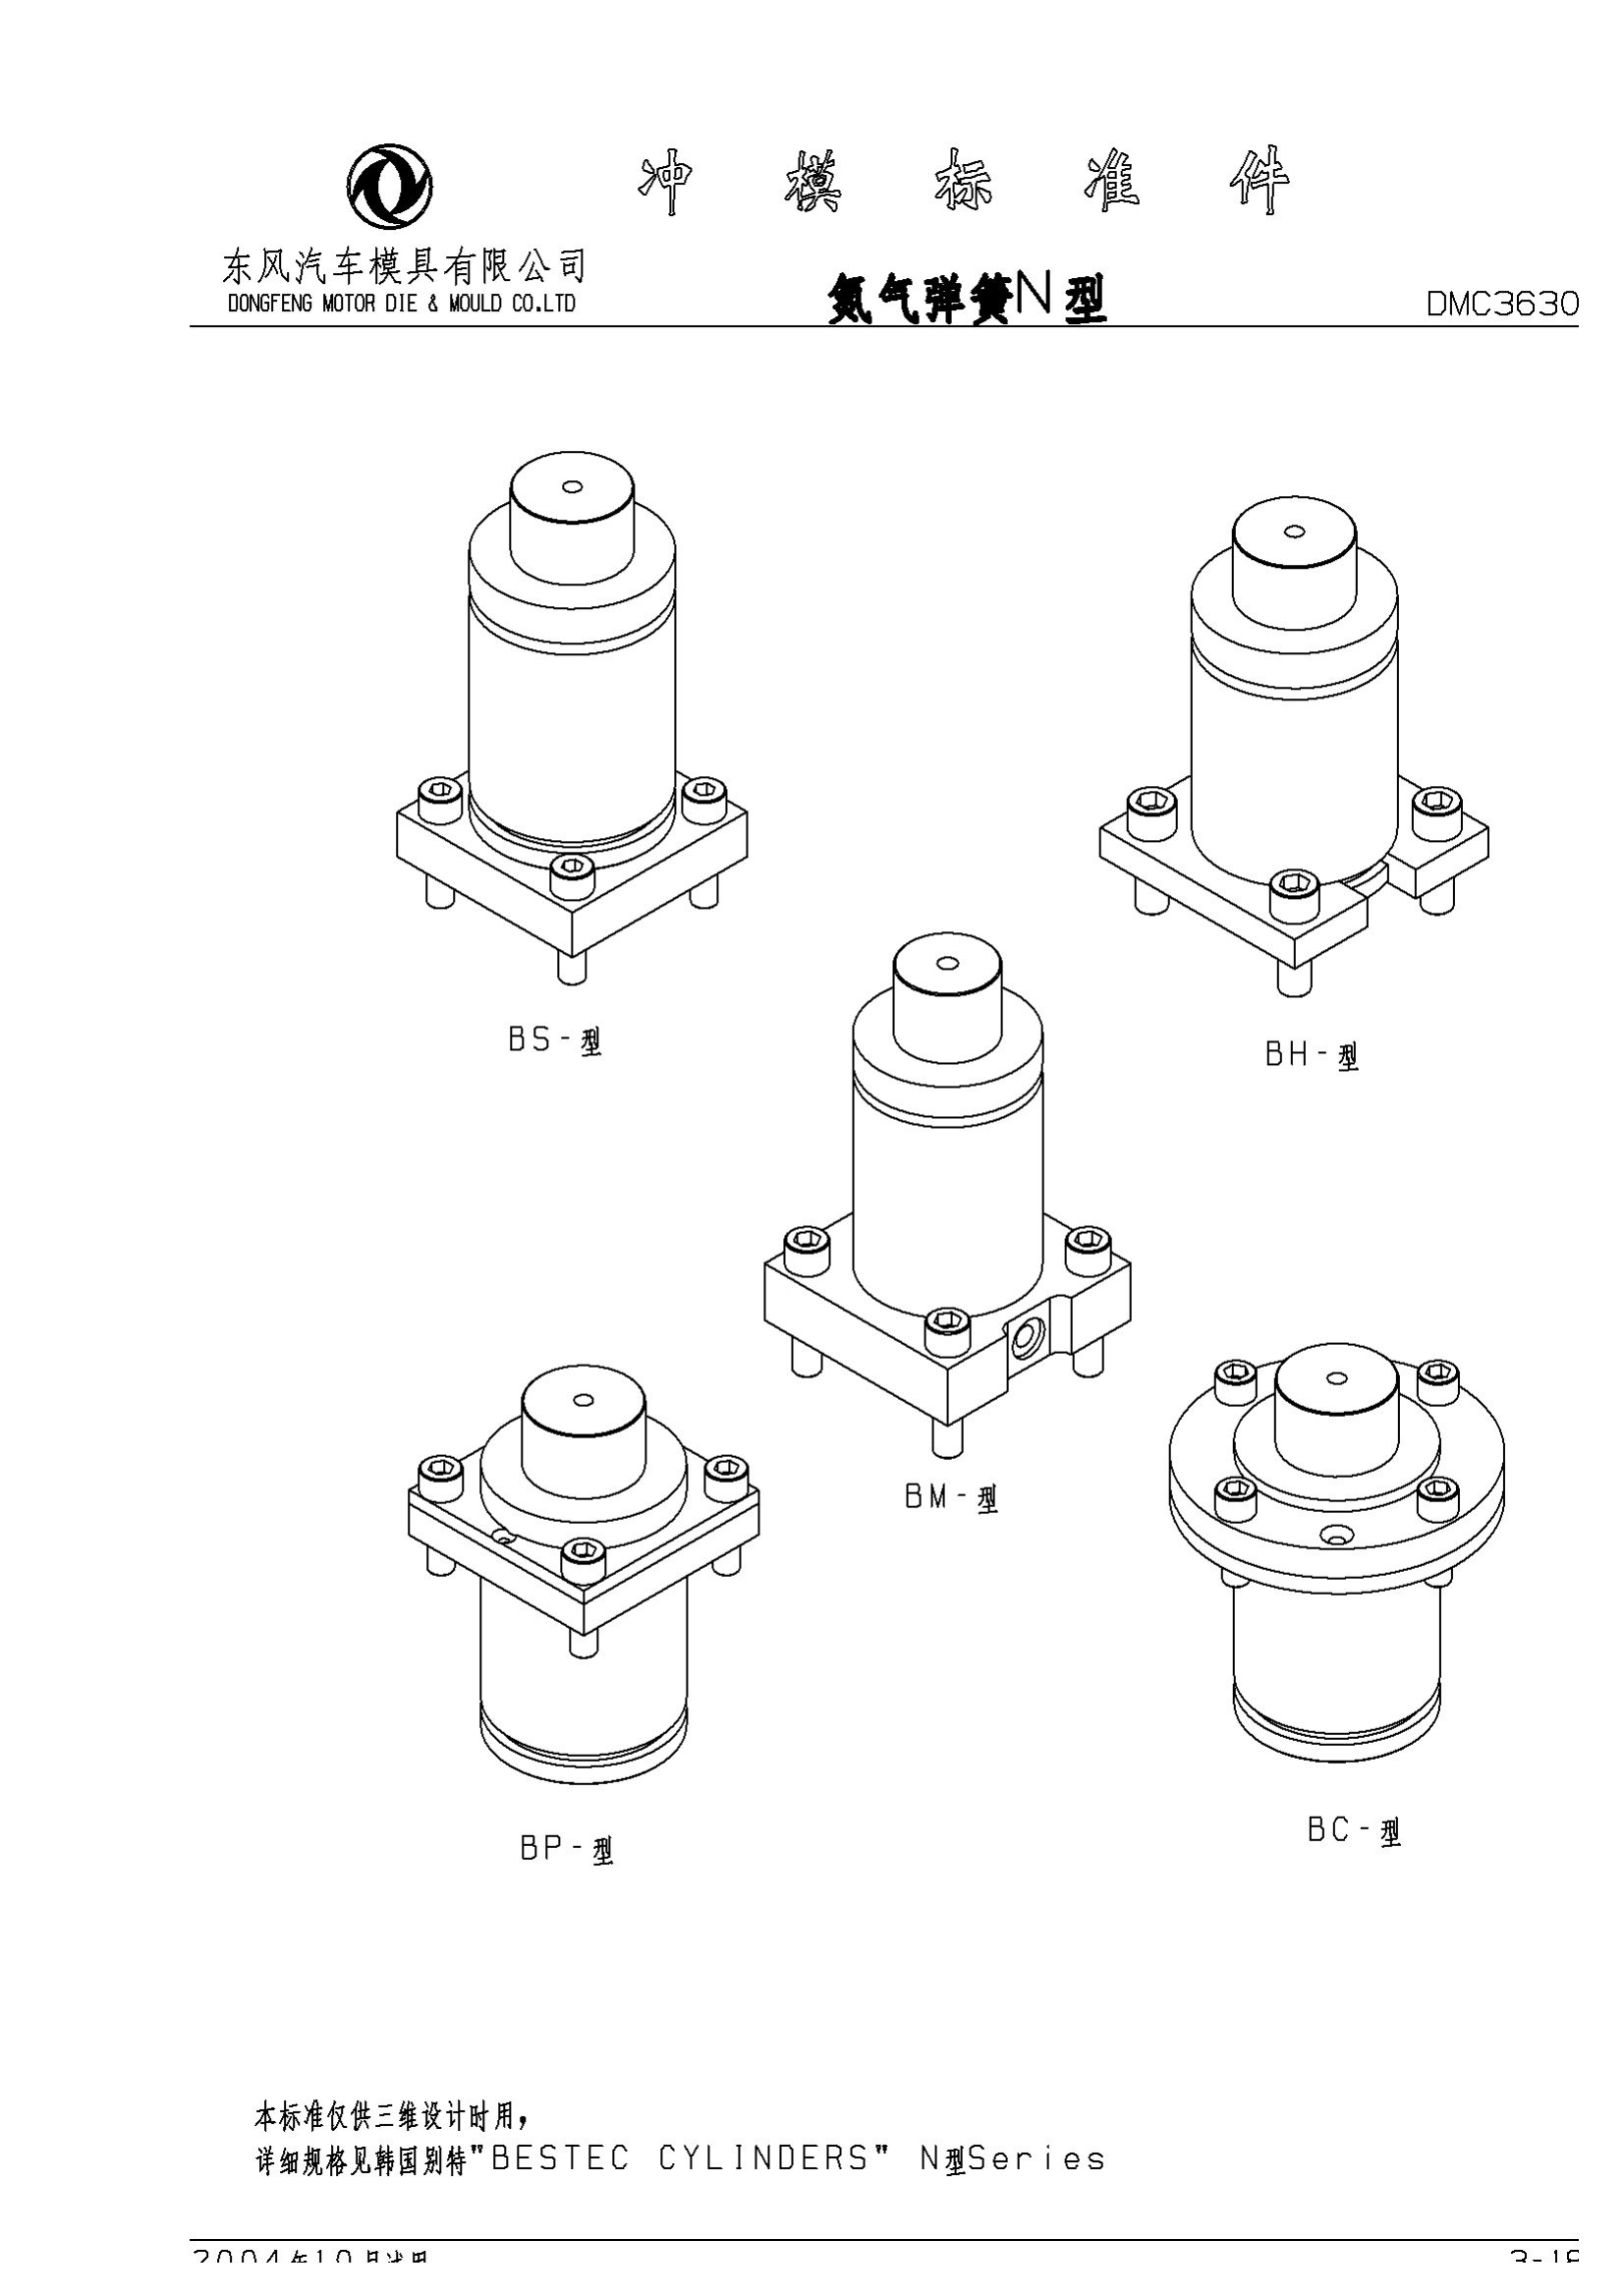 冲模标准件
东风汽车模具有限公司
DONGFENG MOTOR DIE & MOULD CO.LTD
氮气弹簧N型
DMC3630
BS-型
BH-型
BM-型
BP-型
BC-型
本标准仅供三维设计时用，
详细规格见韩国别特"BESTEC CYLINDERS" N型Series
2004年10月